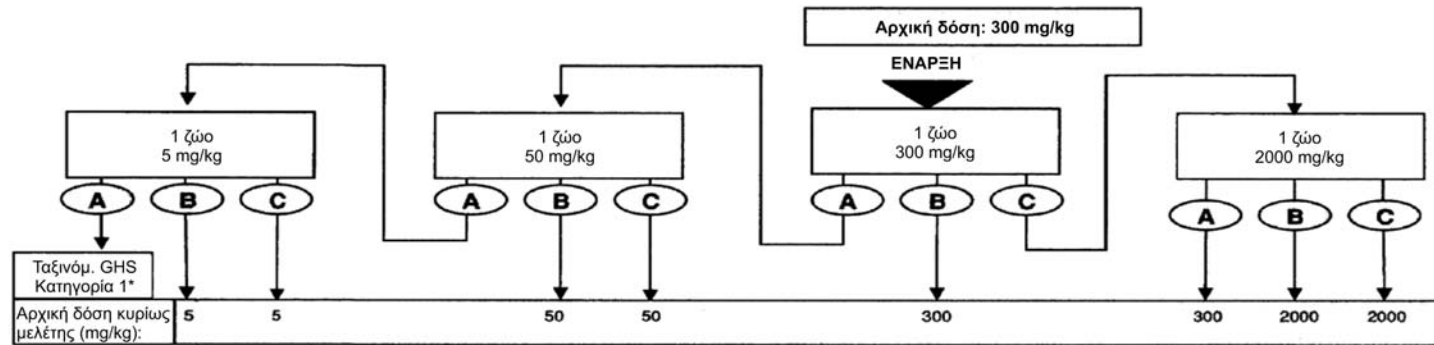 Αρχική δόση: 300 mg/kg
ΕΝΑΡΞΗ
1 ζώο
5 mg/kg
1 ζώο
50 mg/kg
1 ζώο
300 mg/kg
1 ζώο
2000 mg/kg
A B C
A B C
A B C
A B C
Ταξινόμ. GHS
Κατηγορία 1*
Αρχική δόση κυρίως
μελέτης (mg/kg):
5 5 50 50 300 300 2000 2000